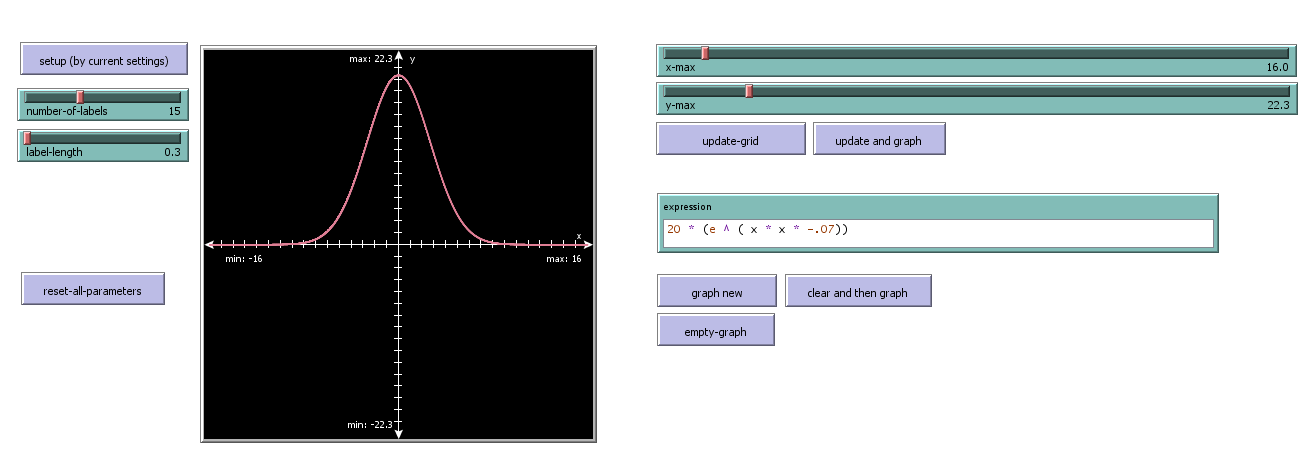 setup (by current settings)
number-of-labels 15
label-length 0.3
reset-all-parameters
max: 22.3 y
x
min: -16 max: 16
min: -22.3
x-max 16.0
y-max 22.3
update-grid update and graph
expression
20 * (e ^ ( x * x * -.07))
graph new clear and then graph
empty-graph